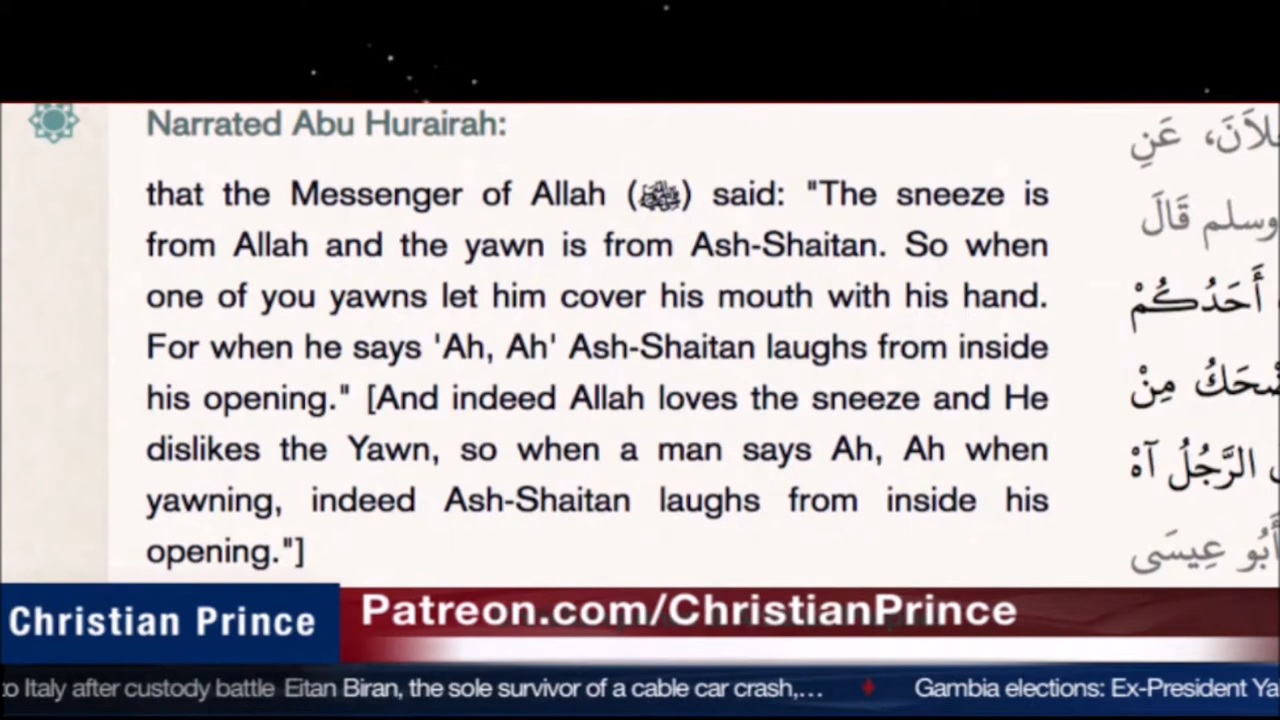 Narrated Abu Hurairah:
that the Messenger of Allah (ﷺ) said: "The sneeze is
from Allah and the yawn is from Ash-Shaitan. So when
one of you yawns let him cover his mouth with his hand.
For when he says 'Ah, Ah' Ash-Shaitan laughs from inside
his opening." [And indeed Allah loves the sneeze and He
dislikes the Yawn, so when a man says Ah, Ah when
yawning, indeed Ash-Shaitan laughs from inside his
opening."]
عَنِ
وسلم قَالَ
أَحَدُكُمْ
مِنْ
الرَّجُلُ آهْ
أَبُو عِيسَى
Christian Prince
Patreon.com/ChristianPrince
o Italy after custody battle Eitan Biran, the sole survivor of a cable car crash,... Gambia elections: Ex-President Ya